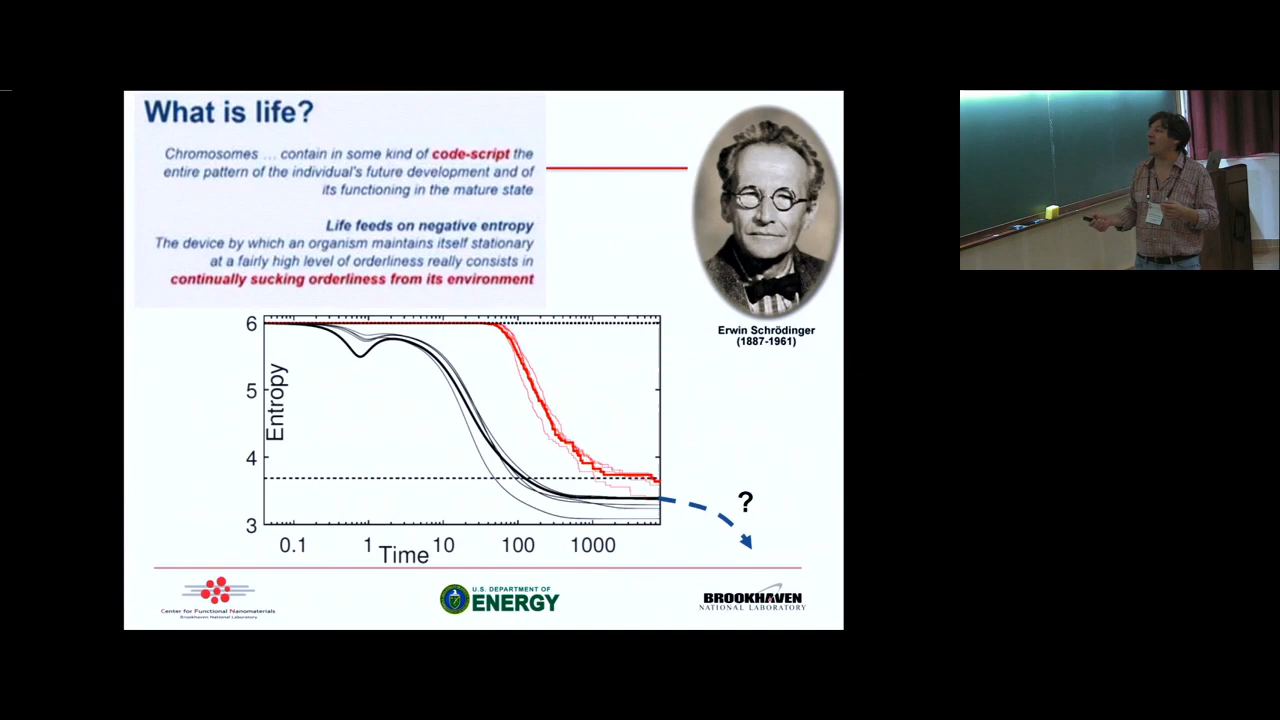 What is life?
Chromosomes ... contain in some kind of code-script the
entire pattern of the individual's future development and of
its functioning in the mature state
Life feeds on negative entropy
The device by which an organism maintains itself stationary
at a fairly high level of orderliness really consists in
continually sucking orderliness from its environment
Erwin Schrödinger
(1887-1961)
6
5
4
3
Entropy
0.1
1
10
100
1000
Time
?
Center for Functional Nanomaterials
Brookhaven National Laboratory
U.S. DEPARTMENT OF
ENERGY
BROOKHAVEN
NATIONAL LABORATORY